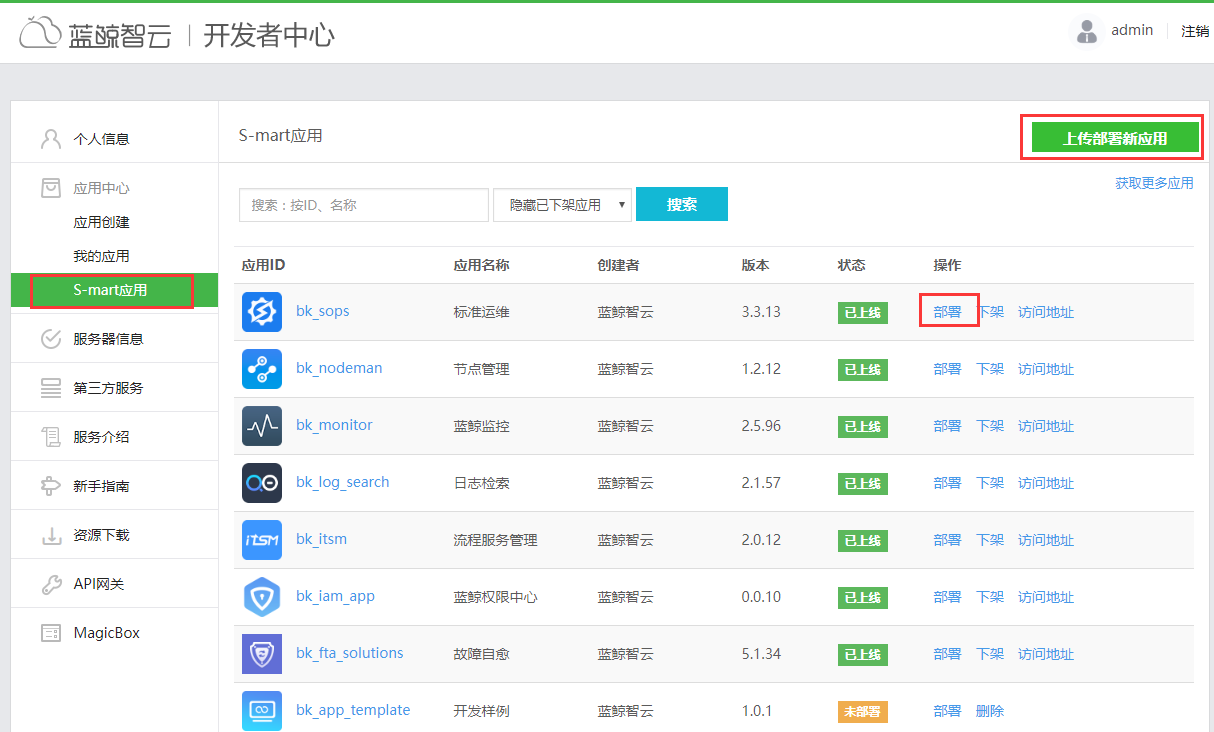 蓝鲸智云 | 开发者中心
admin 注销
个人信息
应用中心
应用创建
我的应用
S-mart应用
服务器信息
第三方服务
服务介绍
新手指南
资源下载
API网关
MagicBox
S-mart应用
上传部署新应用
获取更多应用
搜索：按ID、名称 隐藏已下架应用 搜索
应用ID 应用名称 创建者 版本 状态 操作
bk_sops 标准运维 蓝鲸智云 3.3.13 已上线 部署 下架 访问地址
bk_nodeman 节点管理 蓝鲸智云 1.2.12 已上线 部署 下架 访问地址
bk_monitor 蓝鲸监控 蓝鲸智云 2.5.96 已上线 部署 下架 访问地址
bk_log_search 日志检索 蓝鲸智云 2.1.57 已上线 部署 下架 访问地址
iTSM bk_itsm 流程服务管理 蓝鲸智云 2.0.12 已上线 部署 下架 访问地址
bk_iam_app 蓝鲸权限中心 蓝鲸智云 0.0.10 已上线 部署 下架 访问地址
bk_fta_solutions 故障自愈 蓝鲸智云 5.1.34 已上线 部署 下架 访问地址
bk_app_template 开发样例 蓝鲸智云 1.0.1 未部署 部署 删除